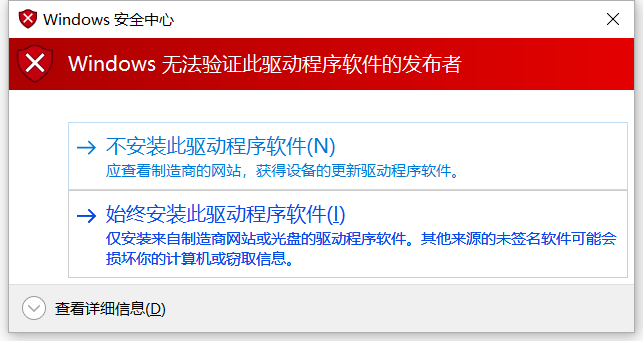 Windows 安全中心
Windows 无法验证此驱动程序软件的发布者
不安装此驱动程序软件(N)
应查看制造商的网站，获得设备的更新驱动程序软件。
始终安装此驱动程序软件(I)
仅安装来自制造商网站或光盘的驱动程序软件。其他来源的未签名软件可能会
损坏你的计算机或窃取信息。
查看详细信息(D)